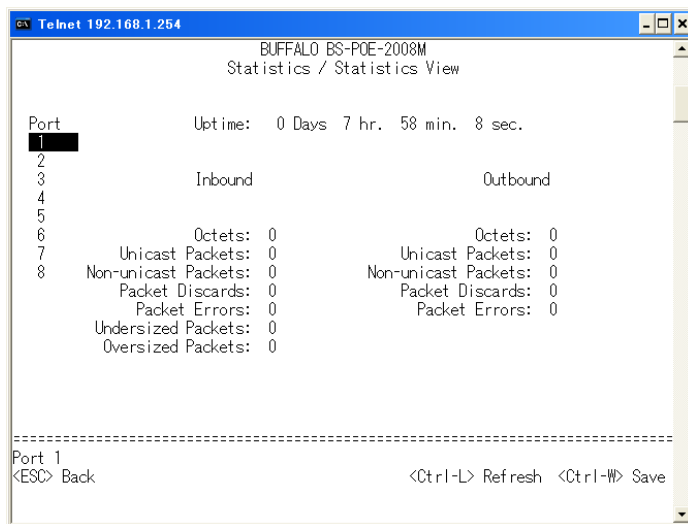 Telnet 192.168.1.254
BUFFALO BS-POE-2008M
Statistics / Statistics View
Port Uptime: 0 Days 7 hr. 58 min. 8 sec.
1
2
3 Inbound Outbound
4
5
6 Octets: 0 Octets: 0
7 Unicast Packets: 0 Unicast Packets: 0
8 Non-unicast Packets: 0 Non-unicast Packets: 0
Packet Discards: 0 Packet Discards: 0
Packet Errors: 0 Packet Errors: 0
Undersized Packets: 0
Oversized Packets: 0
===========================================================================
Port 1
<ESC> Back <Ctrl-L> Refresh <Ctrl-W> Save